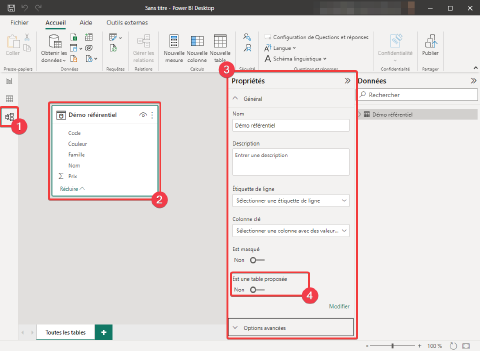 Sans titre - Power BI Desktop
Fichier Accueil Aide Outils externes
Coller
Presse-papiers
Obtenir les données
Données
Requêtes
Gérer les relations
Relations
Nouvelle mesure
Nouvelle colonne
Nouvelle table
Calculs
Sécurité
Configuration de Questions et réponses
Langue
Schéma linguistique
Questions et réponses
Confidentialité
Confidentialité
Publier
Partager
1
Démo référentiel
Code
Couleur
Famille
Nom
Σ Prix
Réduire
2
3
Propriétés
Général
Nom
Démo référentiel
Description
Entrer une description
Étiquette de ligne
Sélectionner une étiquette de ligne
Colonne clé
Sélectionner une colonne avec des valeur...
Est masqué
Non
Est une table proposée
Non
4
Modifier
Options avancées
Données
Rechercher
Démo référentiel
Toutes les tables
+
- + 100 %